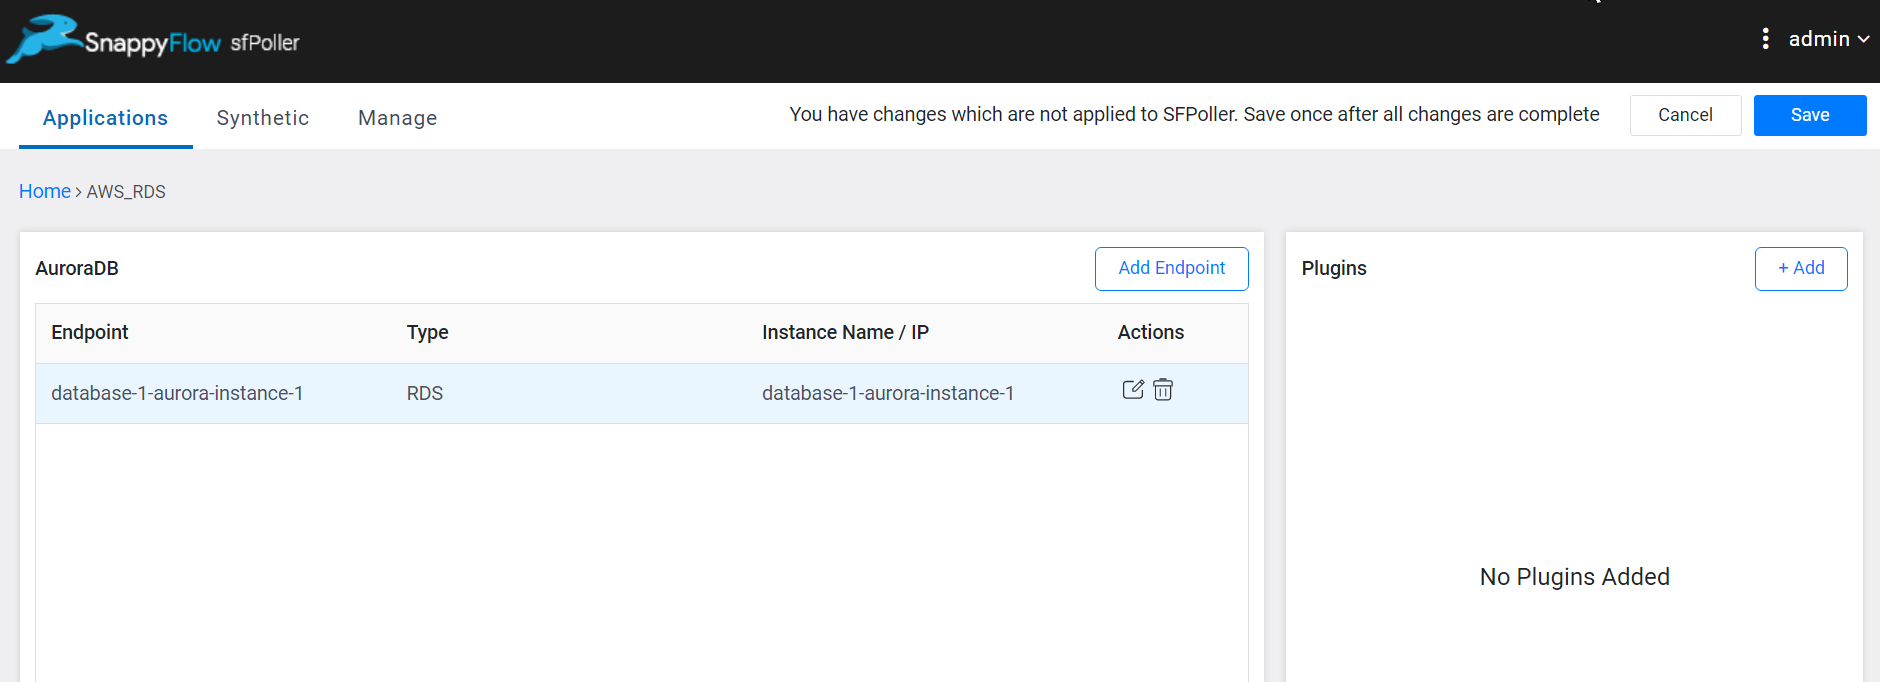 SnappyFlow sfPoller
admin
Applications Synthetic Manage
You have changes which are not applied to SFPoller. Save once after all changes are complete
Cancel Save
Home > AWS_RDS
AuroraDB
Add Endpoint
Endpoint Type Instance Name / IP Actions
database-1-aurora-instance-1 RDS database-1-aurora-instance-1
Plugins
+ Add
No Plugins Added